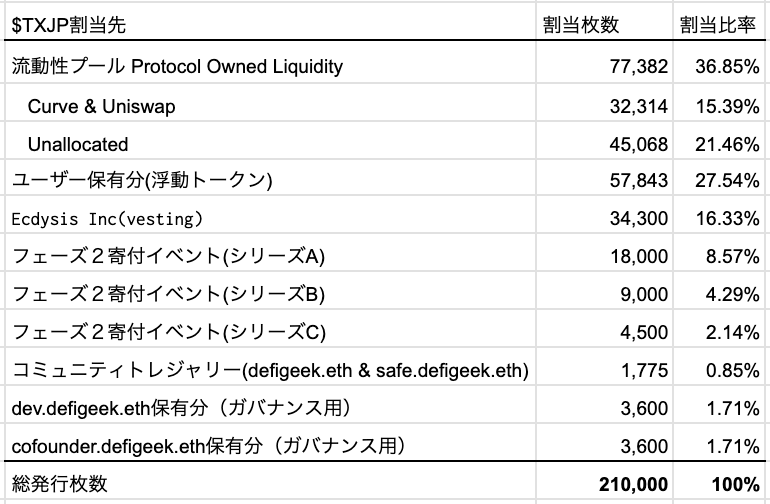 $TXJP割当先 割当枚数 割当比率
流動性プール Protocol Owned Liquidity 77,382 36.85%
Curve & Uniswap 32,314 15.39%
Unallocated 45,068 21.46%
ユーザー保有分(浮動トークン) 57,843 27.54%
Ecdysis Inc(vesting) 34,300 16.33%
フェーズ２寄付イベント(シリーズA) 18,000 8.57%
フェーズ２寄付イベント(シリーズB) 9,000 4.29%
フェーズ２寄付イベント(シリーズC) 4,500 2.14%
コミュニティトレジャリー(defigeek.eth & safe.defigeek.eth) 1,775 0.85%
dev.defigeek.eth保有分（ガバナンス用） 3,600 1.71%
cofounder.defigeek.eth保有分（ガバナンス用） 3,600 1.71%
総発行枚数 210,000 100%